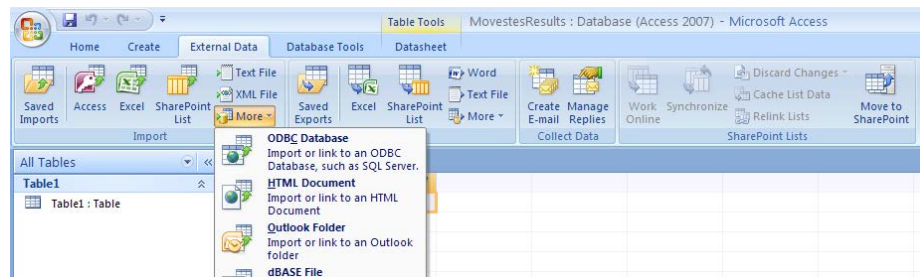 Table Tools
MovestesResults : Database (Access 2007) - Microsoft Access
Home Create External Data Database Tools Datasheet
Saved Imports
Access
Excel
SharePoint List
Text File
XML File
More
Import
Saved Exports
Excel
SharePoint List
Word
Text File
More
Create E-mail
Manage Replies
Collect Data
Work Online
Synchronize
Discard Changes
Cache List Data
Relink Lists
Move to SharePoint
SharePoint Lists
All Tables
Table1
Table1 : Table
ODBC Database
Import or link to an ODBC
Database, such as SQL Server.
HTML Document
Import or link to an HTML
Document
Outlook Folder
Import or link to an Outlook
folder
dBASE File